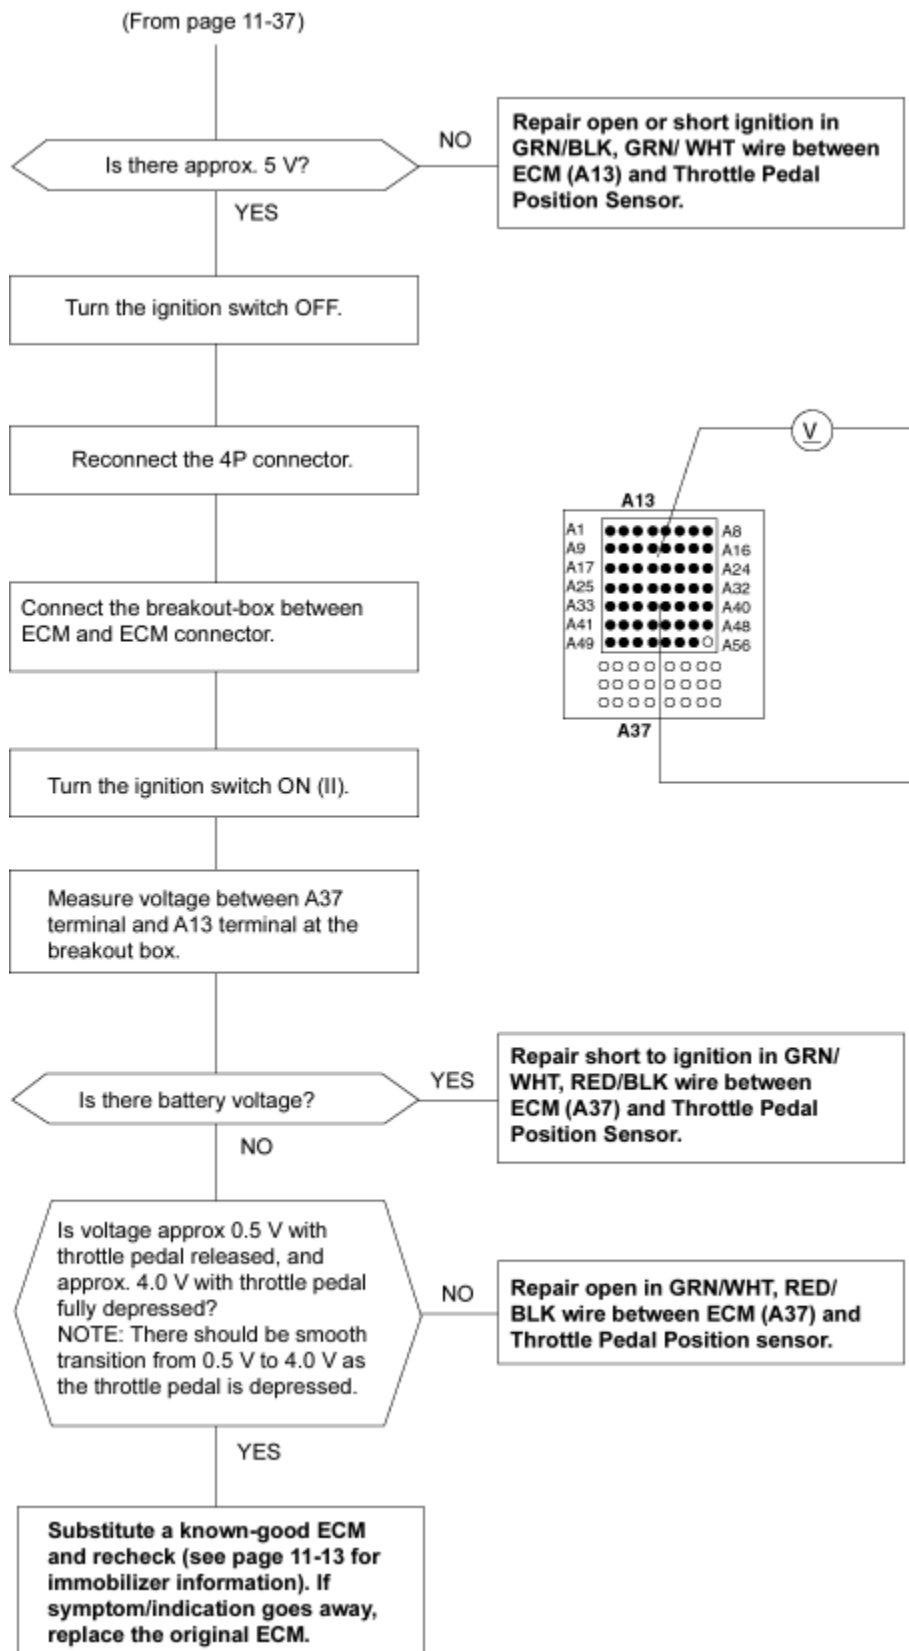 (From page 11-37)
Is there approx. 5 V?
NO
Repair open or short ignition in
GRN/BLK, GRN/ WHT wire between
ECM (A13) and Throttle Pedal
Position Sensor.
YES
Turn the ignition switch OFF.
Reconnect the 4P connector.
V
A13
A1
A8
A9
A16
A17
A24
A25
A32
A33
A40
A41
A48
A49
A56
A37
Connect the breakout-box between
ECM and ECM connector.
Turn the ignition switch ON (II).
Measure voltage between A37
terminal and A13 terminal at the
breakout box.
Is there battery voltage?
YES
Repair short to ignition in GRN/
WHT, RED/BLK wire between
ECM (A37) and Throttle Pedal
Position Sensor.
NO
Is voltage approx 0.5 V with
throttle pedal released, and
approx. 4.0 V with throttle pedal
fully depressed?
NOTE: There should be smooth
transition from 0.5 V to 4.0 V as
the throttle pedal is depressed.
NO
Repair open in GRN/WHT, RED/
BLK wire between ECM (A37) and
Throttle Pedal Position sensor.
YES
Substitute a known-good ECM
and recheck (see page 11-13 for
immobilizer information). If
symptom/indication goes away,
replace the original ECM.